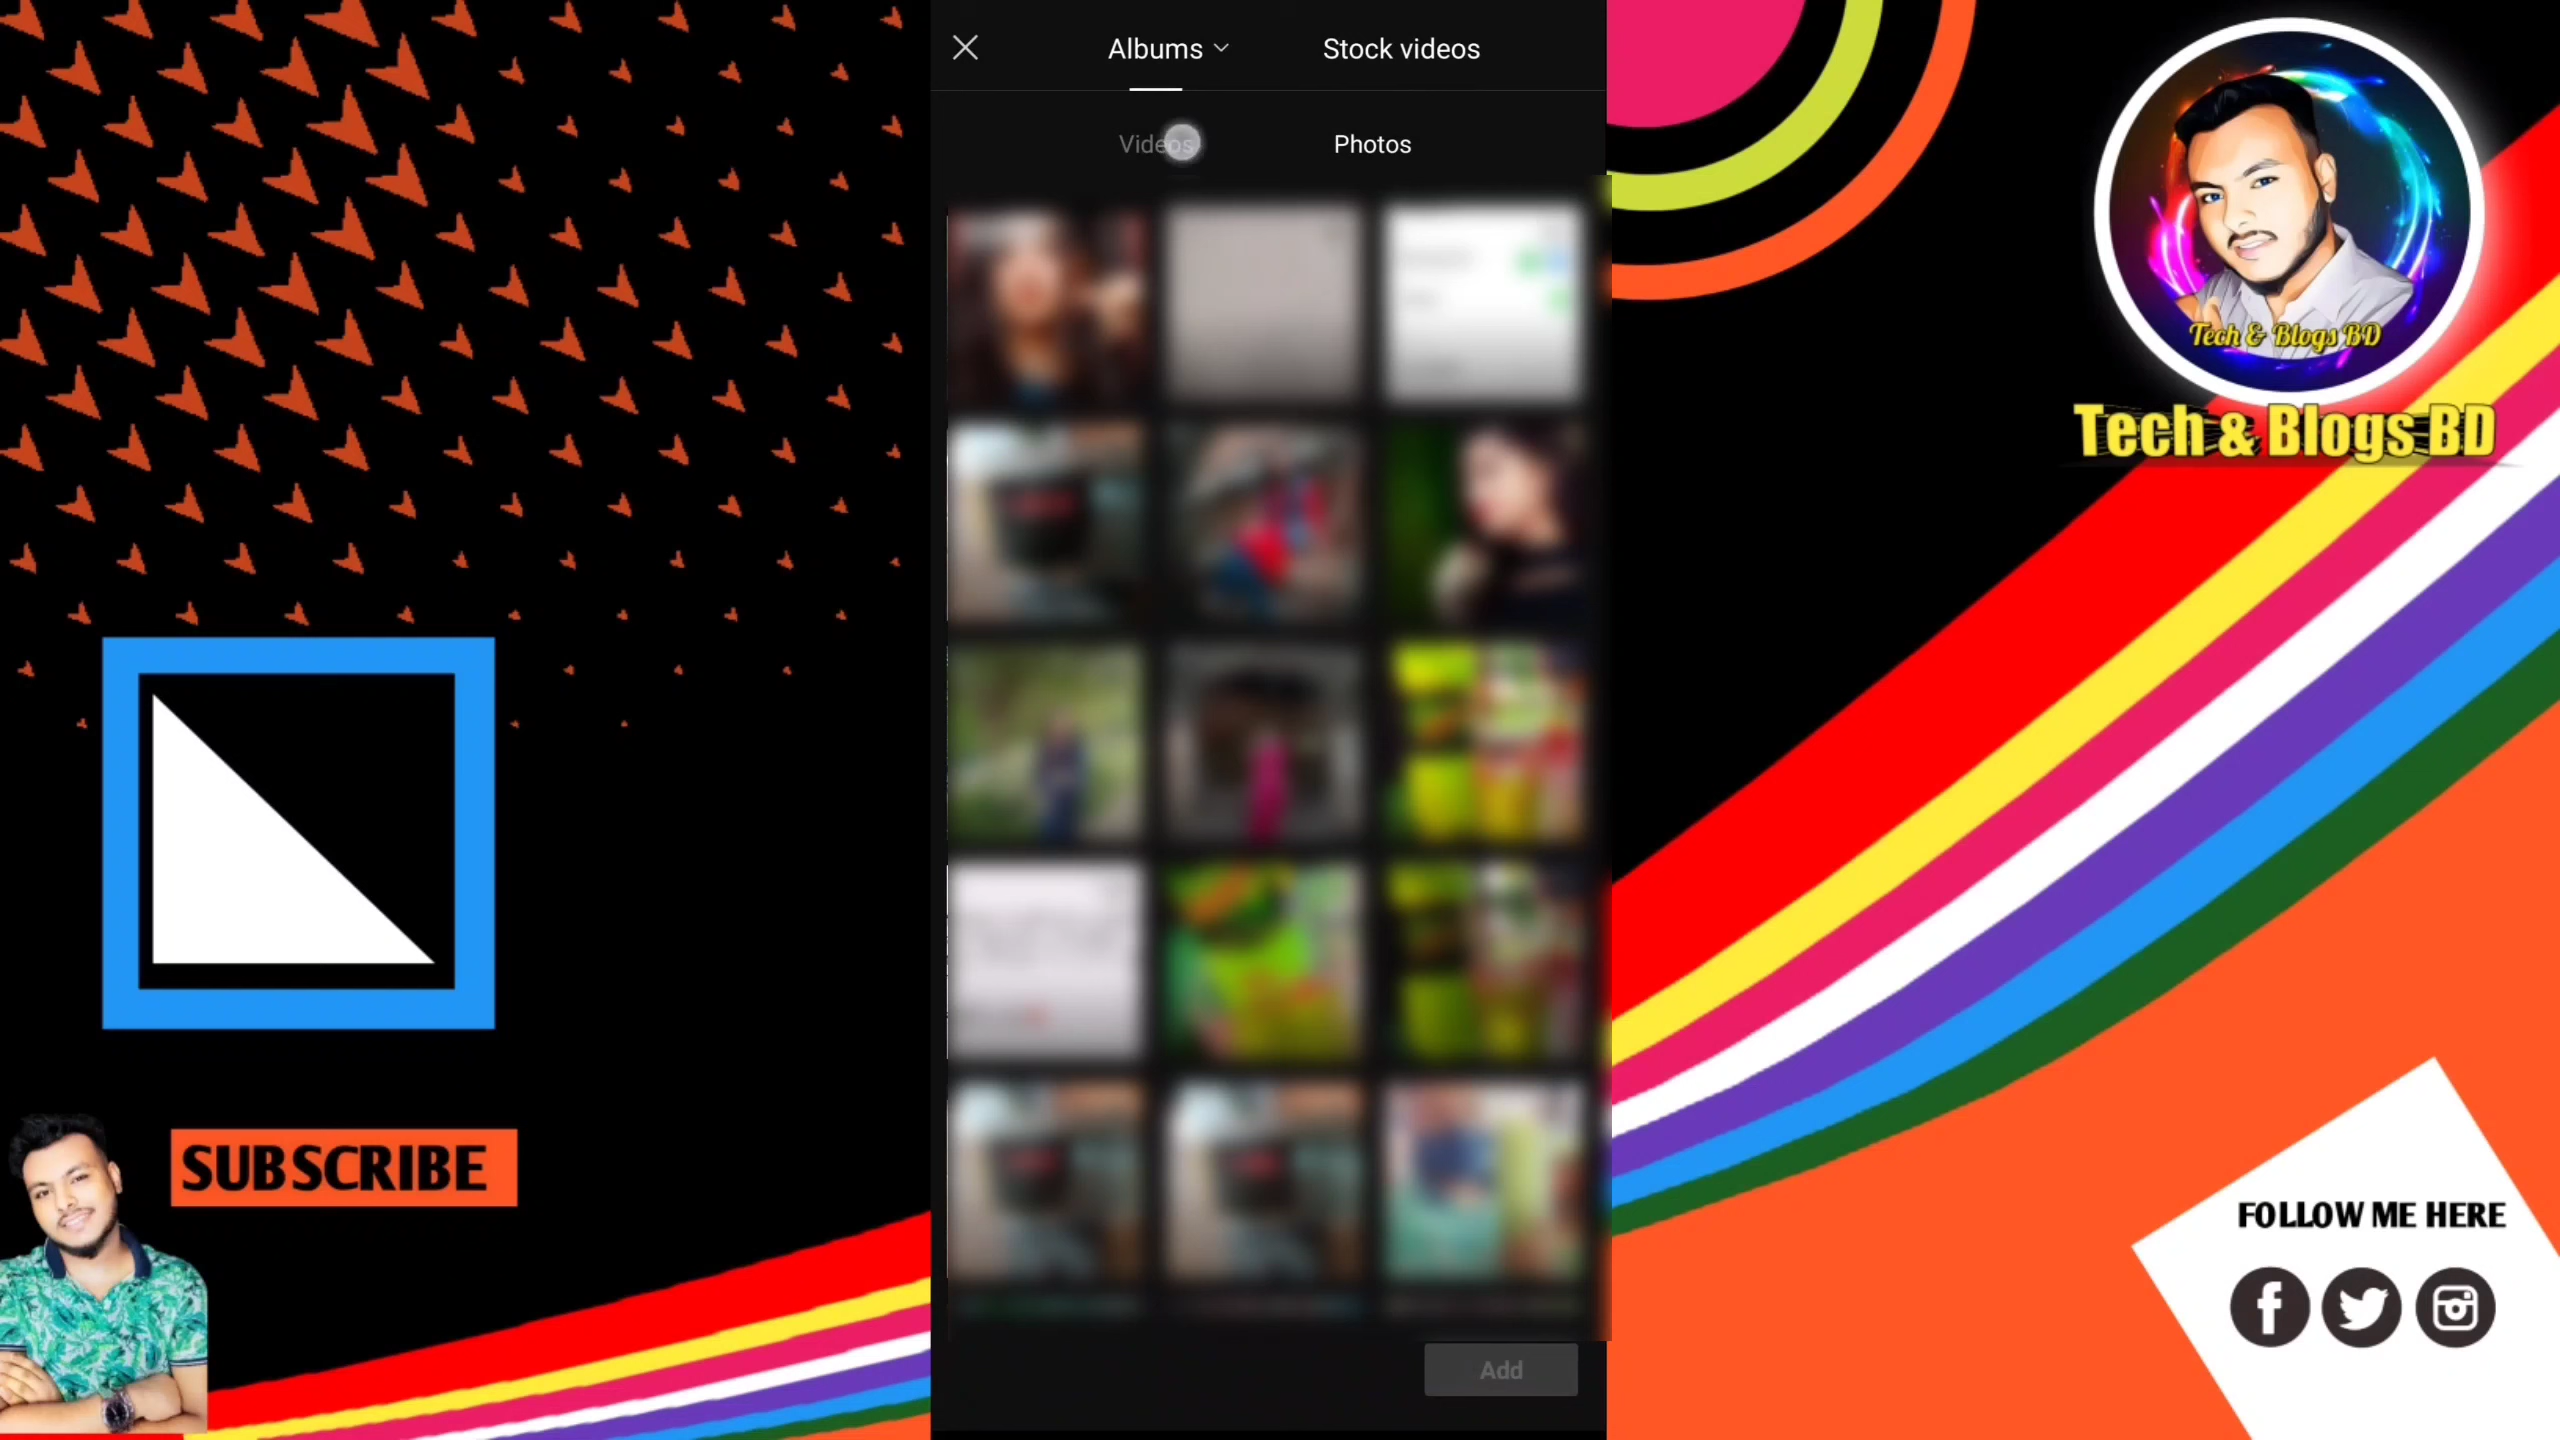 Albums
Stock videos
Videos
Photos
Tech & Blogs BD
Tech & Blogs BD
SUBSCRIBE
FOLLOW ME HERE
Add